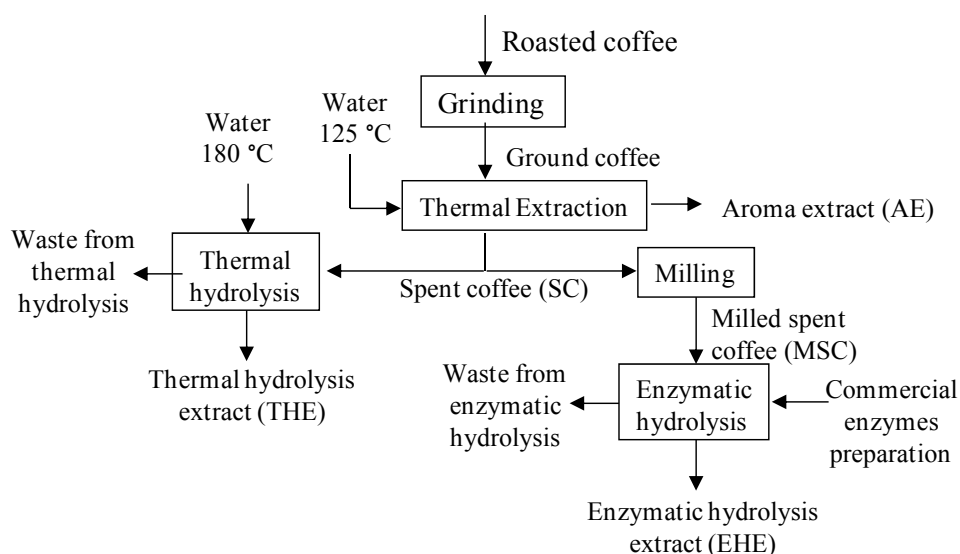 Roasted coffee
Grinding
Water
125 °C
Water
180 °C
Ground coffee
Thermal Extraction
Aroma extract (AE)
Waste from
thermal
hydrolysis
Thermal
hydrolysis
Spent coffee (SC)
Milling
Milled spent
coffee (MSC)
Thermal hydrolysis
extract (THE)
Waste from
enzymatic
hydrolysis
Enzymatic
hydrolysis
Commercial
enzymes
preparation
Enzymatic hydrolysis
extract (EHE)